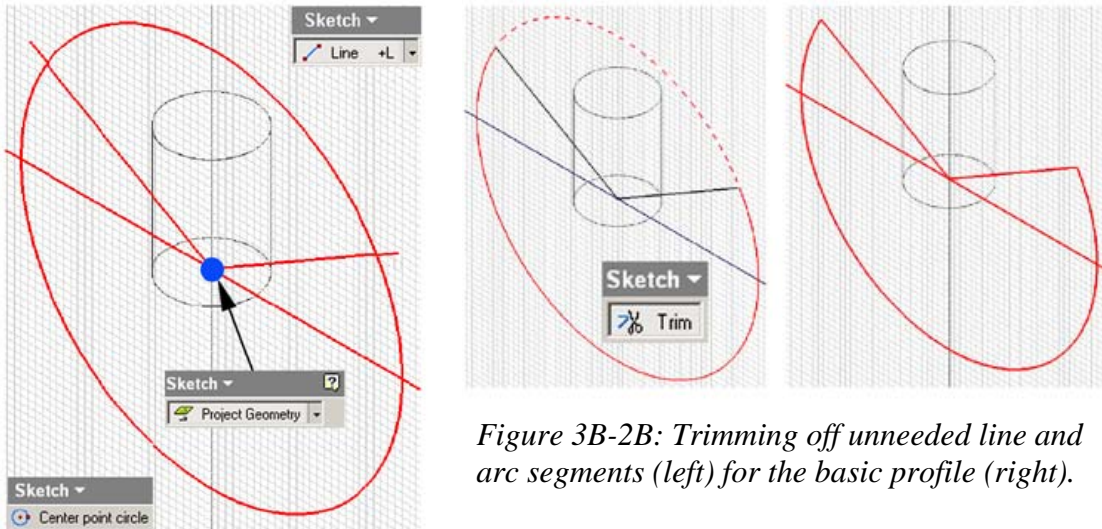 Sketch
Line +L
Sketch
Project Geometry
Sketch
Center point circle
Sketch
Trim
Figure 3B-2B: Trimming off unneeded line and
arc segments (left) for the basic profile (right).